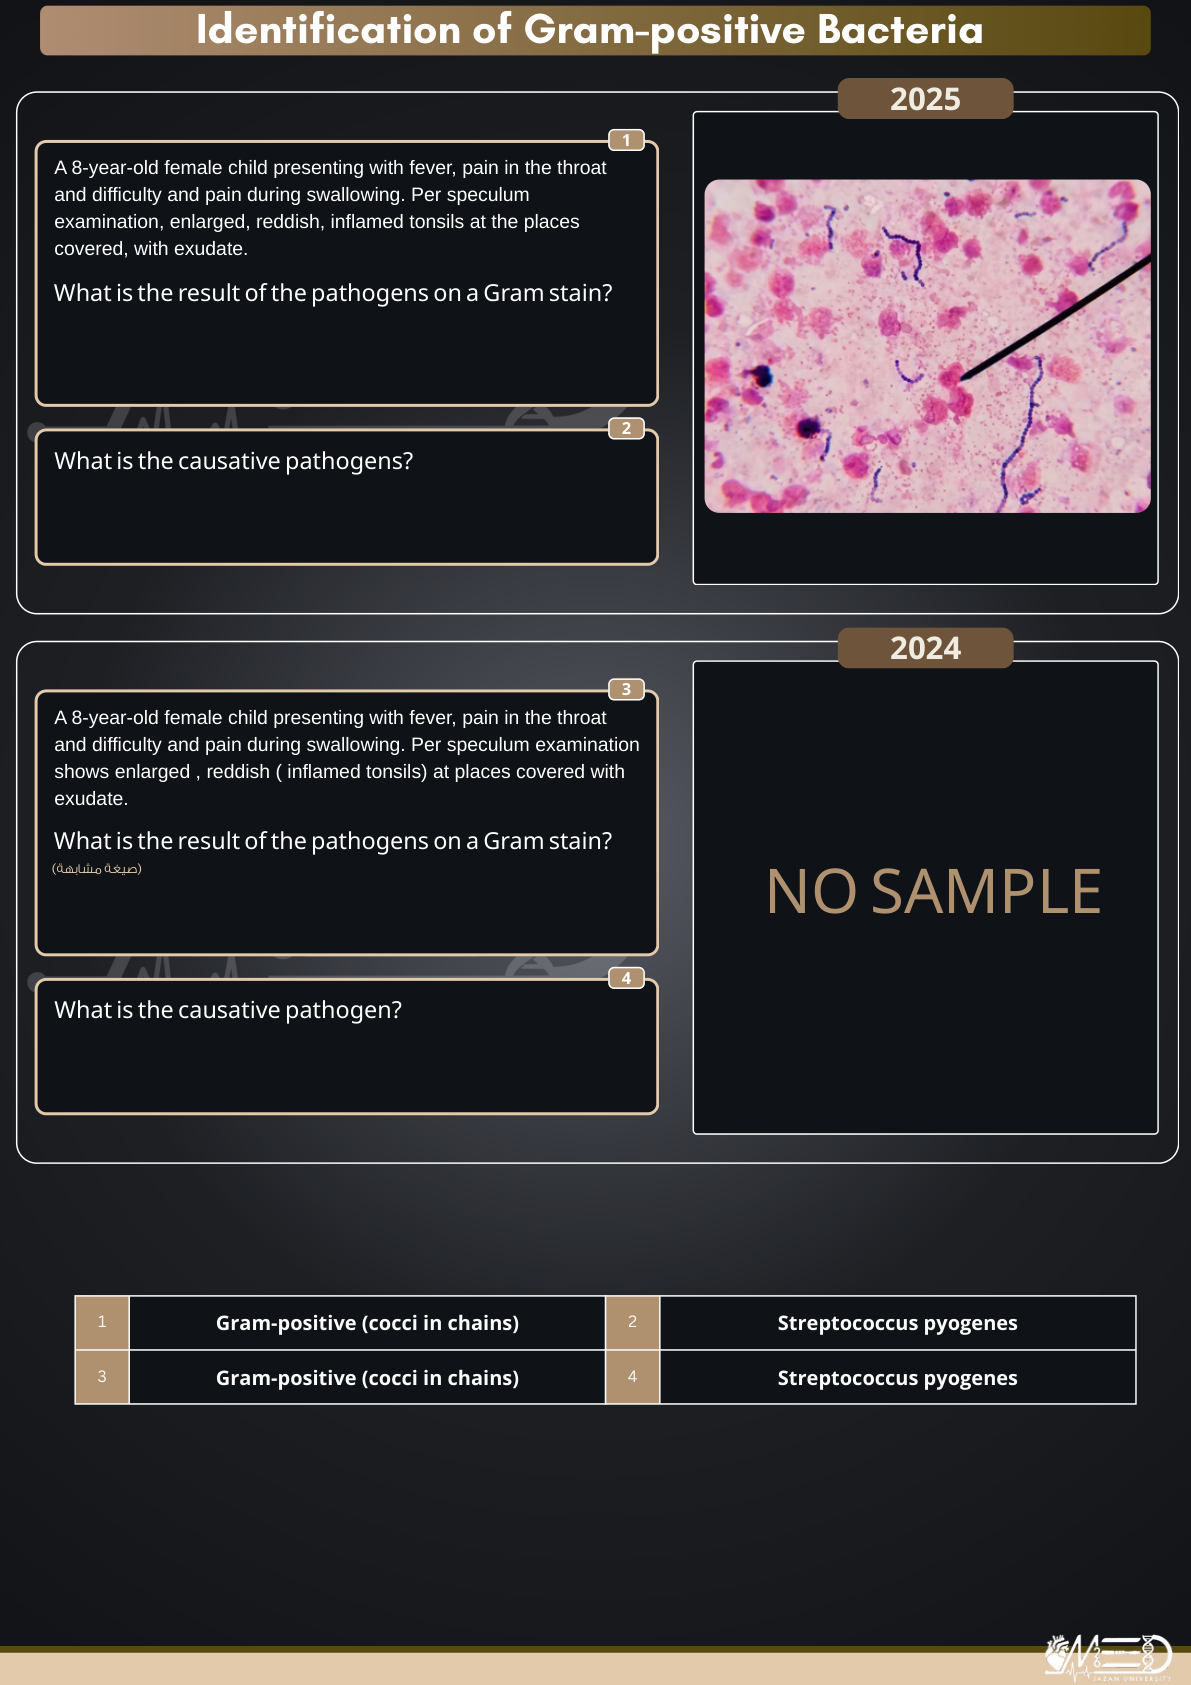 Identification of Gram-positive Bacteria
2025
1
A 8-year-old female child presenting with fever, pain in the throat
and difficulty and pain during swallowing. Per speculum
examination, enlarged, reddish, inflamed tonsils at the places
covered, with exudate.
What is the result of the pathogens on a Gram stain?
2
What is the causative pathogens?
2024
3
A 8-year-old female child presenting with fever, pain in the throat
and difficulty and pain during swallowing. Per speculum examination
shows enlarged , reddish ( inflamed tonsils) at places covered with
exudate.
What is the result of the pathogens on a Gram stain?
(صيغة مشابهة)
NO SAMPLE
4
What is the causative pathogen?
1 Gram-positive (cocci in chains) 2 Streptococcus pyogenes
3 Gram-positive (cocci in chains) 4 Streptococcus pyogenes
MED
JAZAN UNIVERSITY